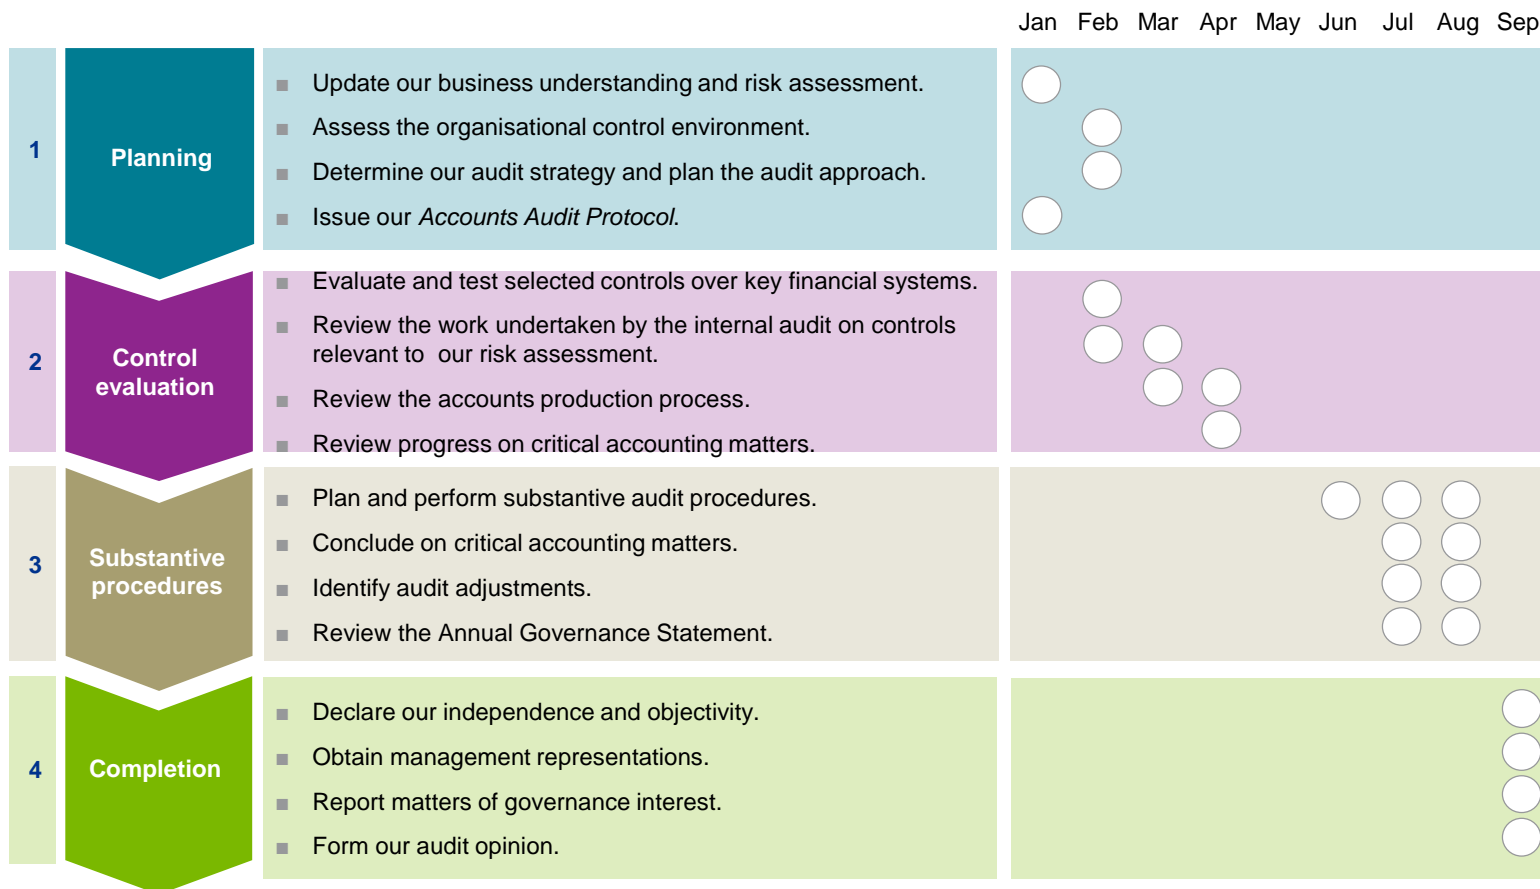 Jan Feb Mar Apr May Jun Jul Aug Sep
1
Planning
■ Update our business understanding and risk assessment.
■ Assess the organisational control environment.
■ Determine our audit strategy and plan the audit approach.
■ Issue our Accounts Audit Protocol.
2
Control
evaluation
■ Evaluate and test selected controls over key financial systems.
■ Review the work undertaken by the internal audit on controls
relevant to  our risk assessment.
■ Review the accounts production process.
■ Review progress on critical accounting matters.
3
Substantive
procedures
■ Plan and perform substantive audit procedures.
■ Conclude on critical accounting matters.
■ Identify audit adjustments.
■ Review the Annual Governance Statement.
4
Completion
■ Declare our independence and objectivity.
■ Obtain management representations.
■ Report matters of governance interest.
■ Form our audit opinion.